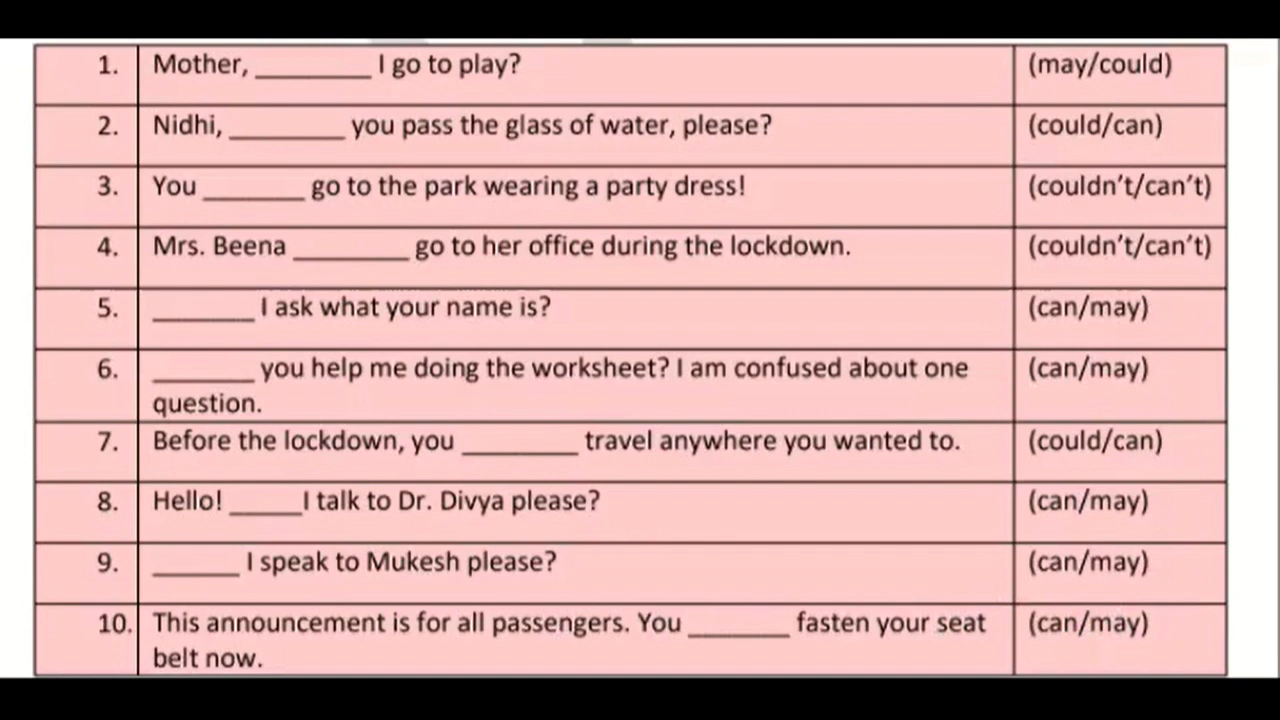 1. Mother, ________ I go to play? (may/could)
2. Nidhi, ________ you pass the glass of water, please? (could/can)
3. You _______ go to the park wearing a party dress! (couldn't/can't)
4. Mrs. Beena ________ go to her office during the lockdown. (couldn't/can't)
5. _______ I ask what your name is? (can/may)
6. _______ you help me doing the worksheet? I am confused about one (can/may)
question.
7. Before the lockdown, you ________ travel anywhere you wanted to. (could/can)
8. Hello! _____I talk to Dr. Divya please? (can/may)
9. ______ I speak to Mukesh please? (can/may)
10. This announcement is for all passengers. You _______ fasten your seat (can/may)
belt now.